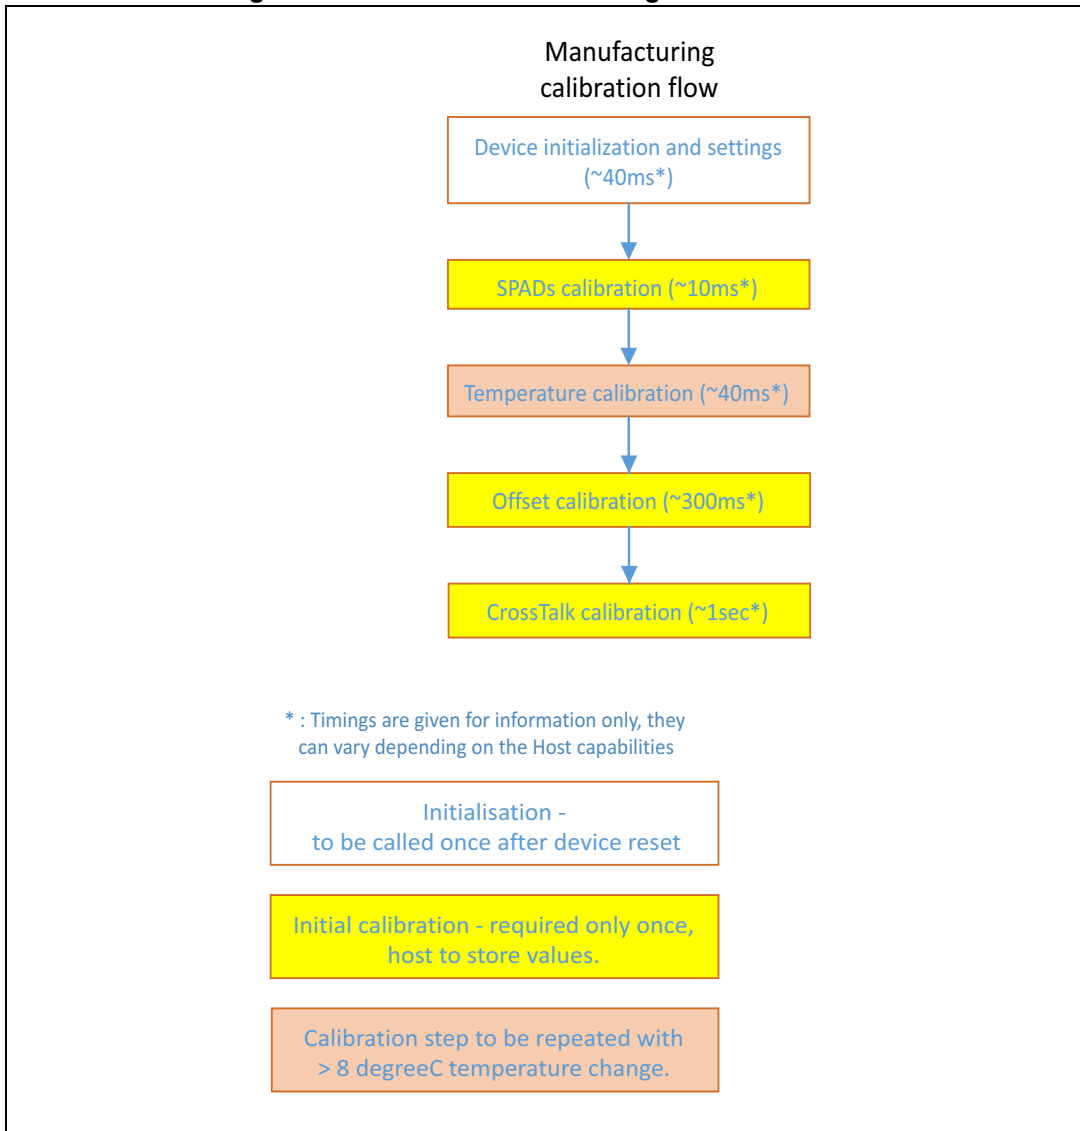 Manufacturing
calibration flow
Device initialization and settings
(~40ms*)
SPADs calibration (~10ms*)
Temperature calibration (~40ms*)
Offset calibration (~300ms*)
CrossTalk calibration (~1sec*)
* : Timings are given for information only, they
can vary depending on the Host capabilities
Initialisation -
to be called once after device reset
Initial calibration - required only once,
host to store values.
Calibration step to be repeated with
> 8 degreeC temperature change.